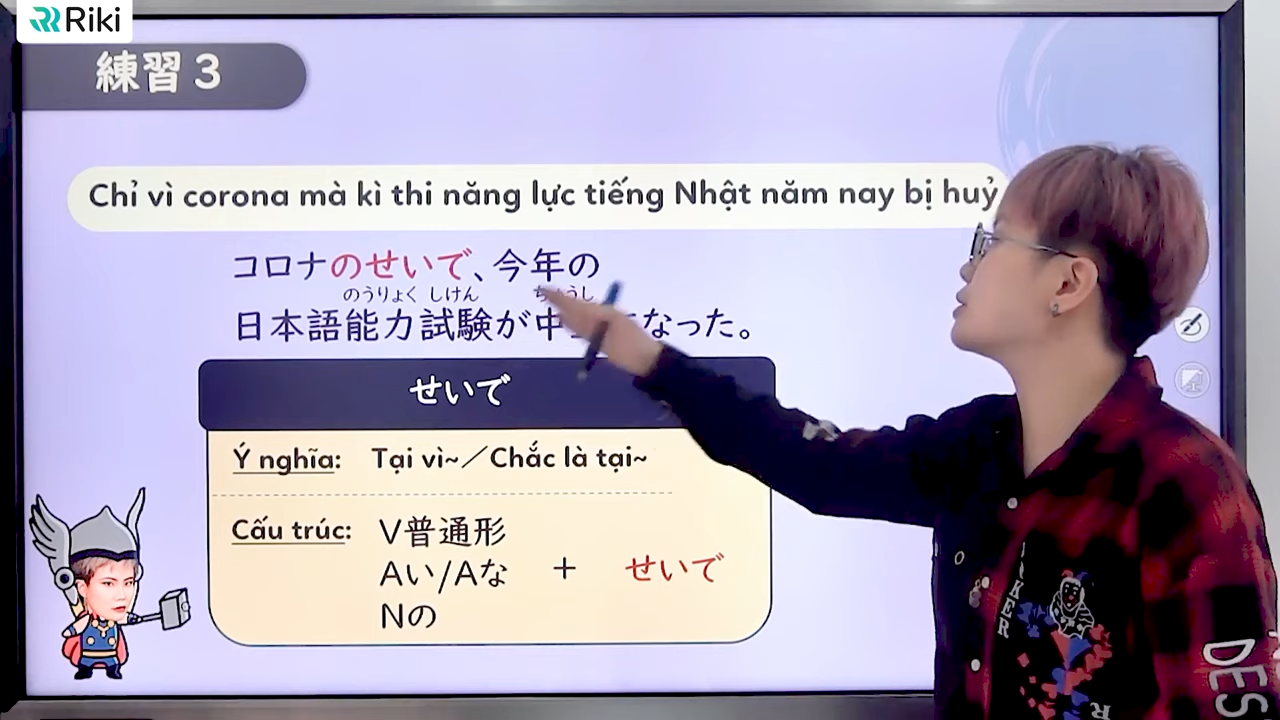 Riki
練習3
Chỉ vì corona mà kì thi năng lực tiếng Nhật năm nay bị huỷ
コロナのせいで、今年の
のうりょく しけん
日本語能力試験が中 なった。
せいで
Ý nghĩa: Tại vì~／Chắc là tại~
Cấu trúc: V普通形
Aい/Aな + せいで
Nの
DES